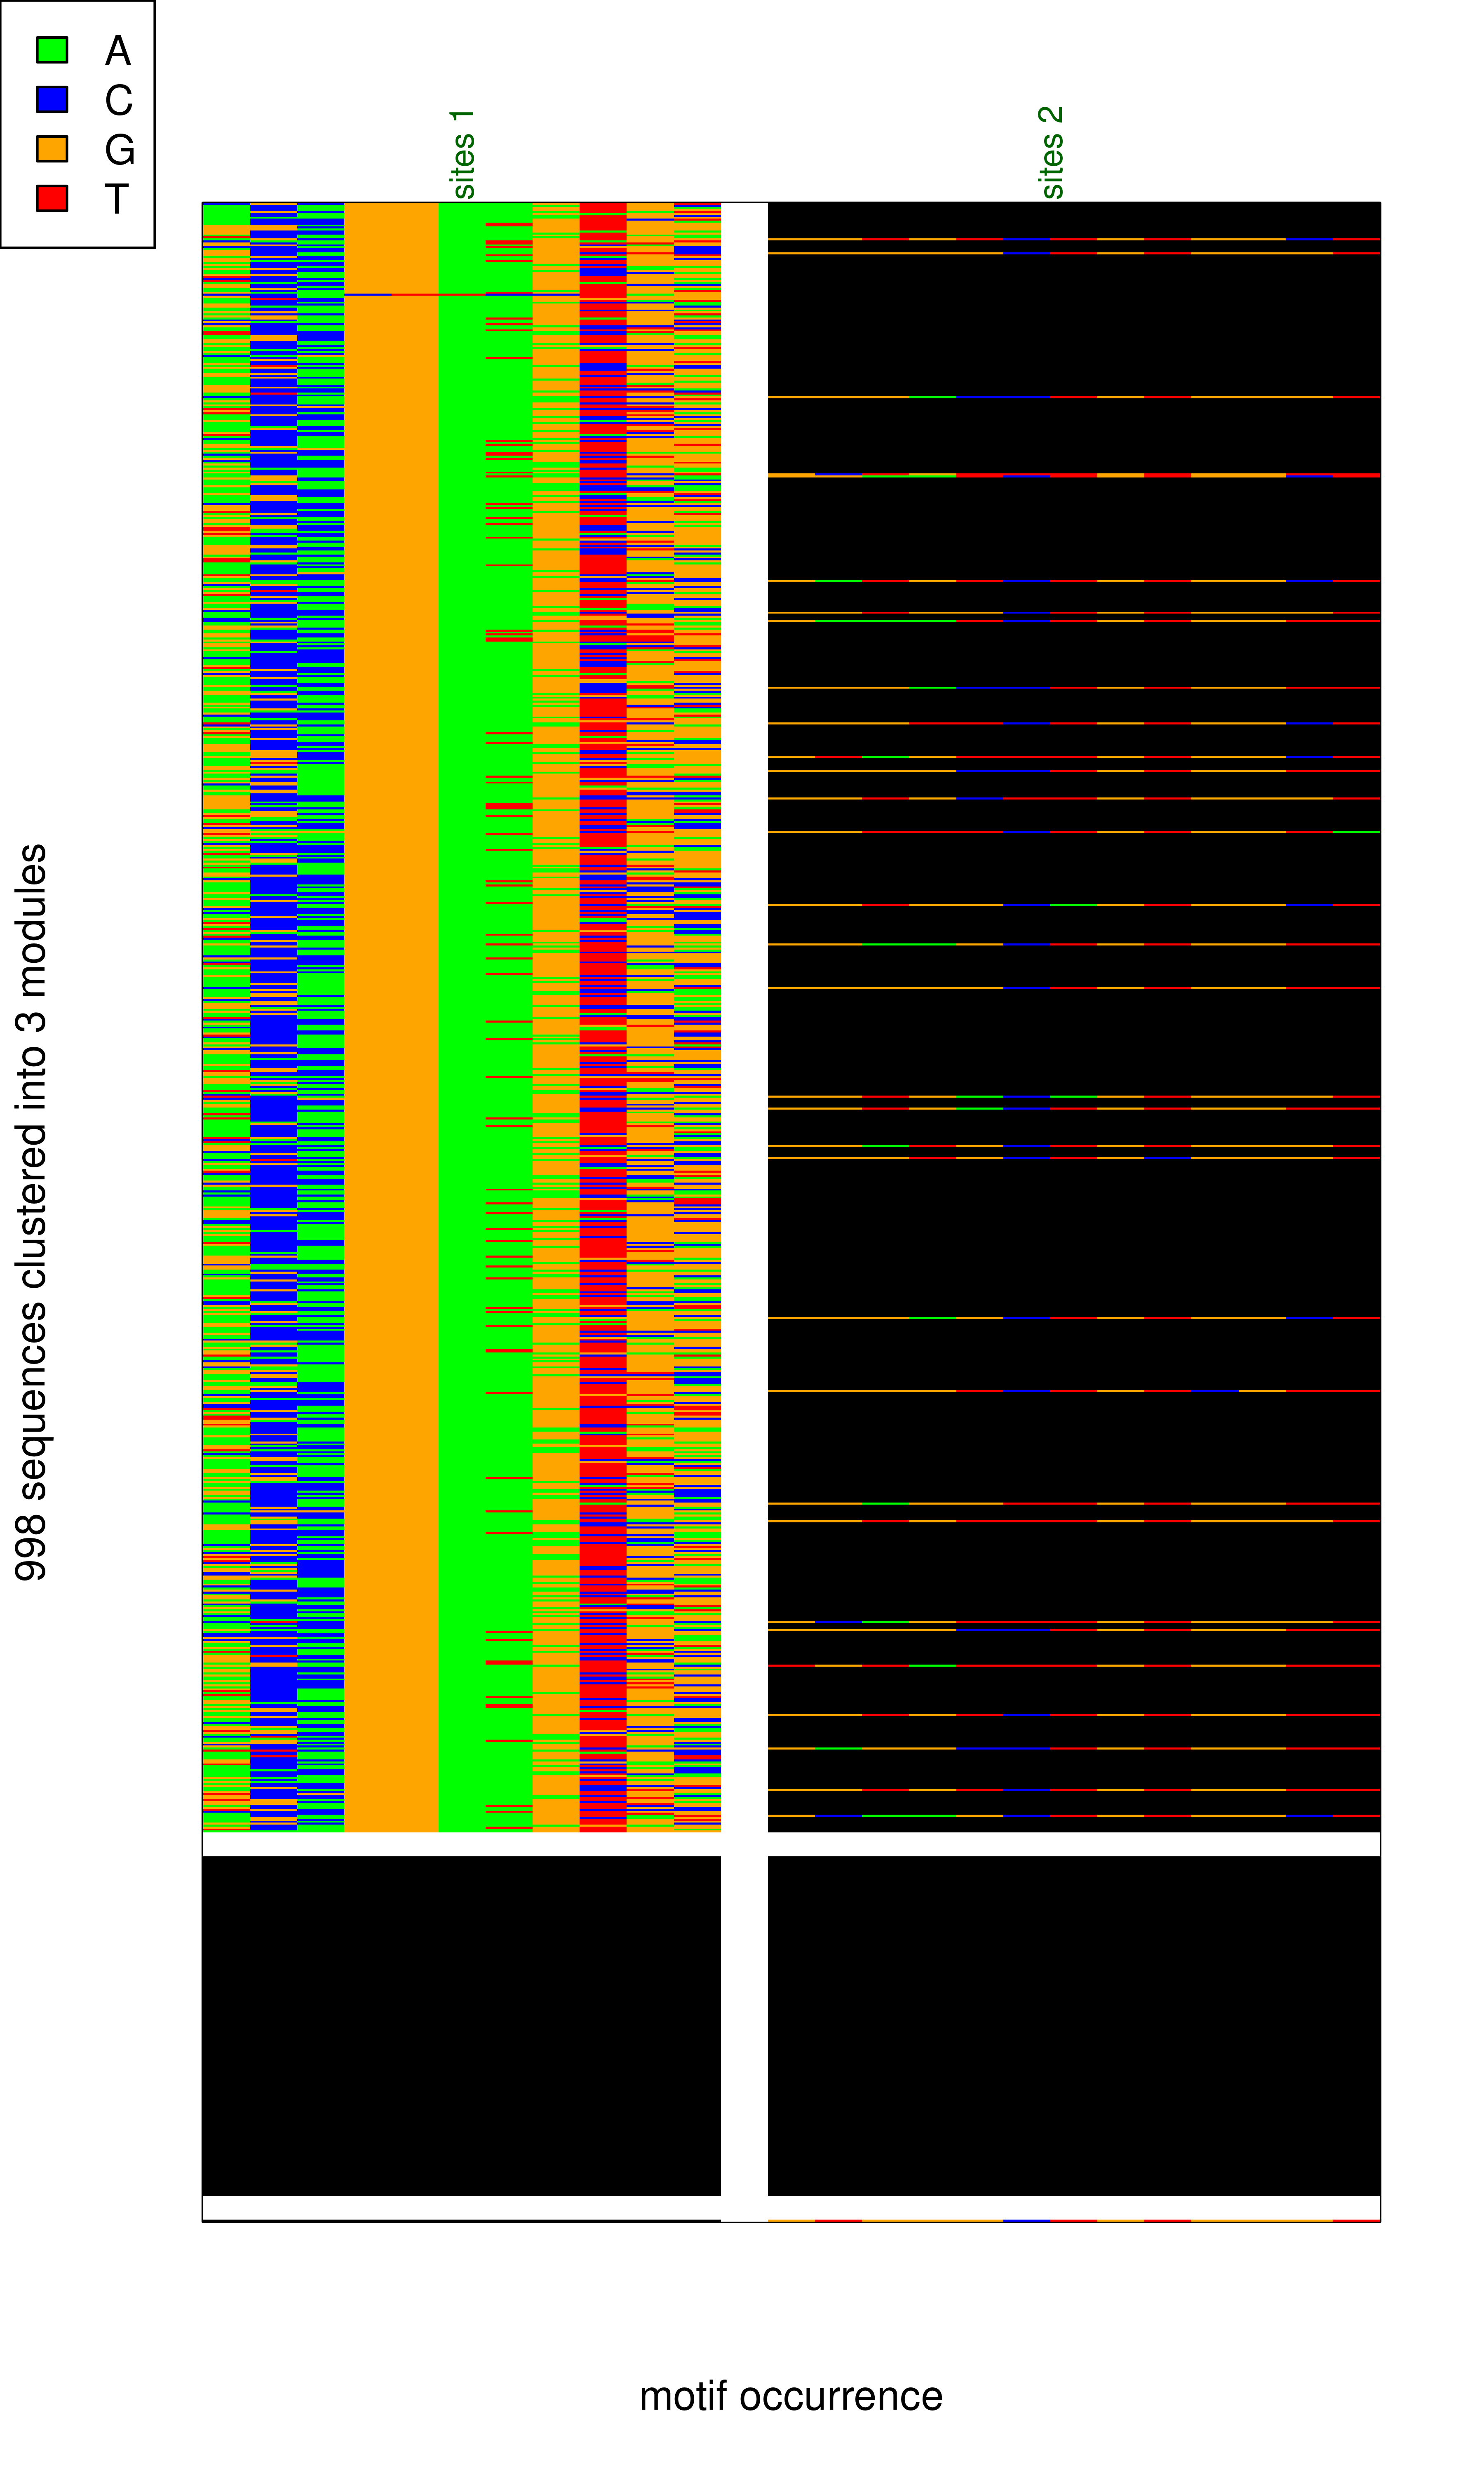 A
C
G
T
sites 1
sites 2
998 sequences clustered into 3 modules
motif occurrence